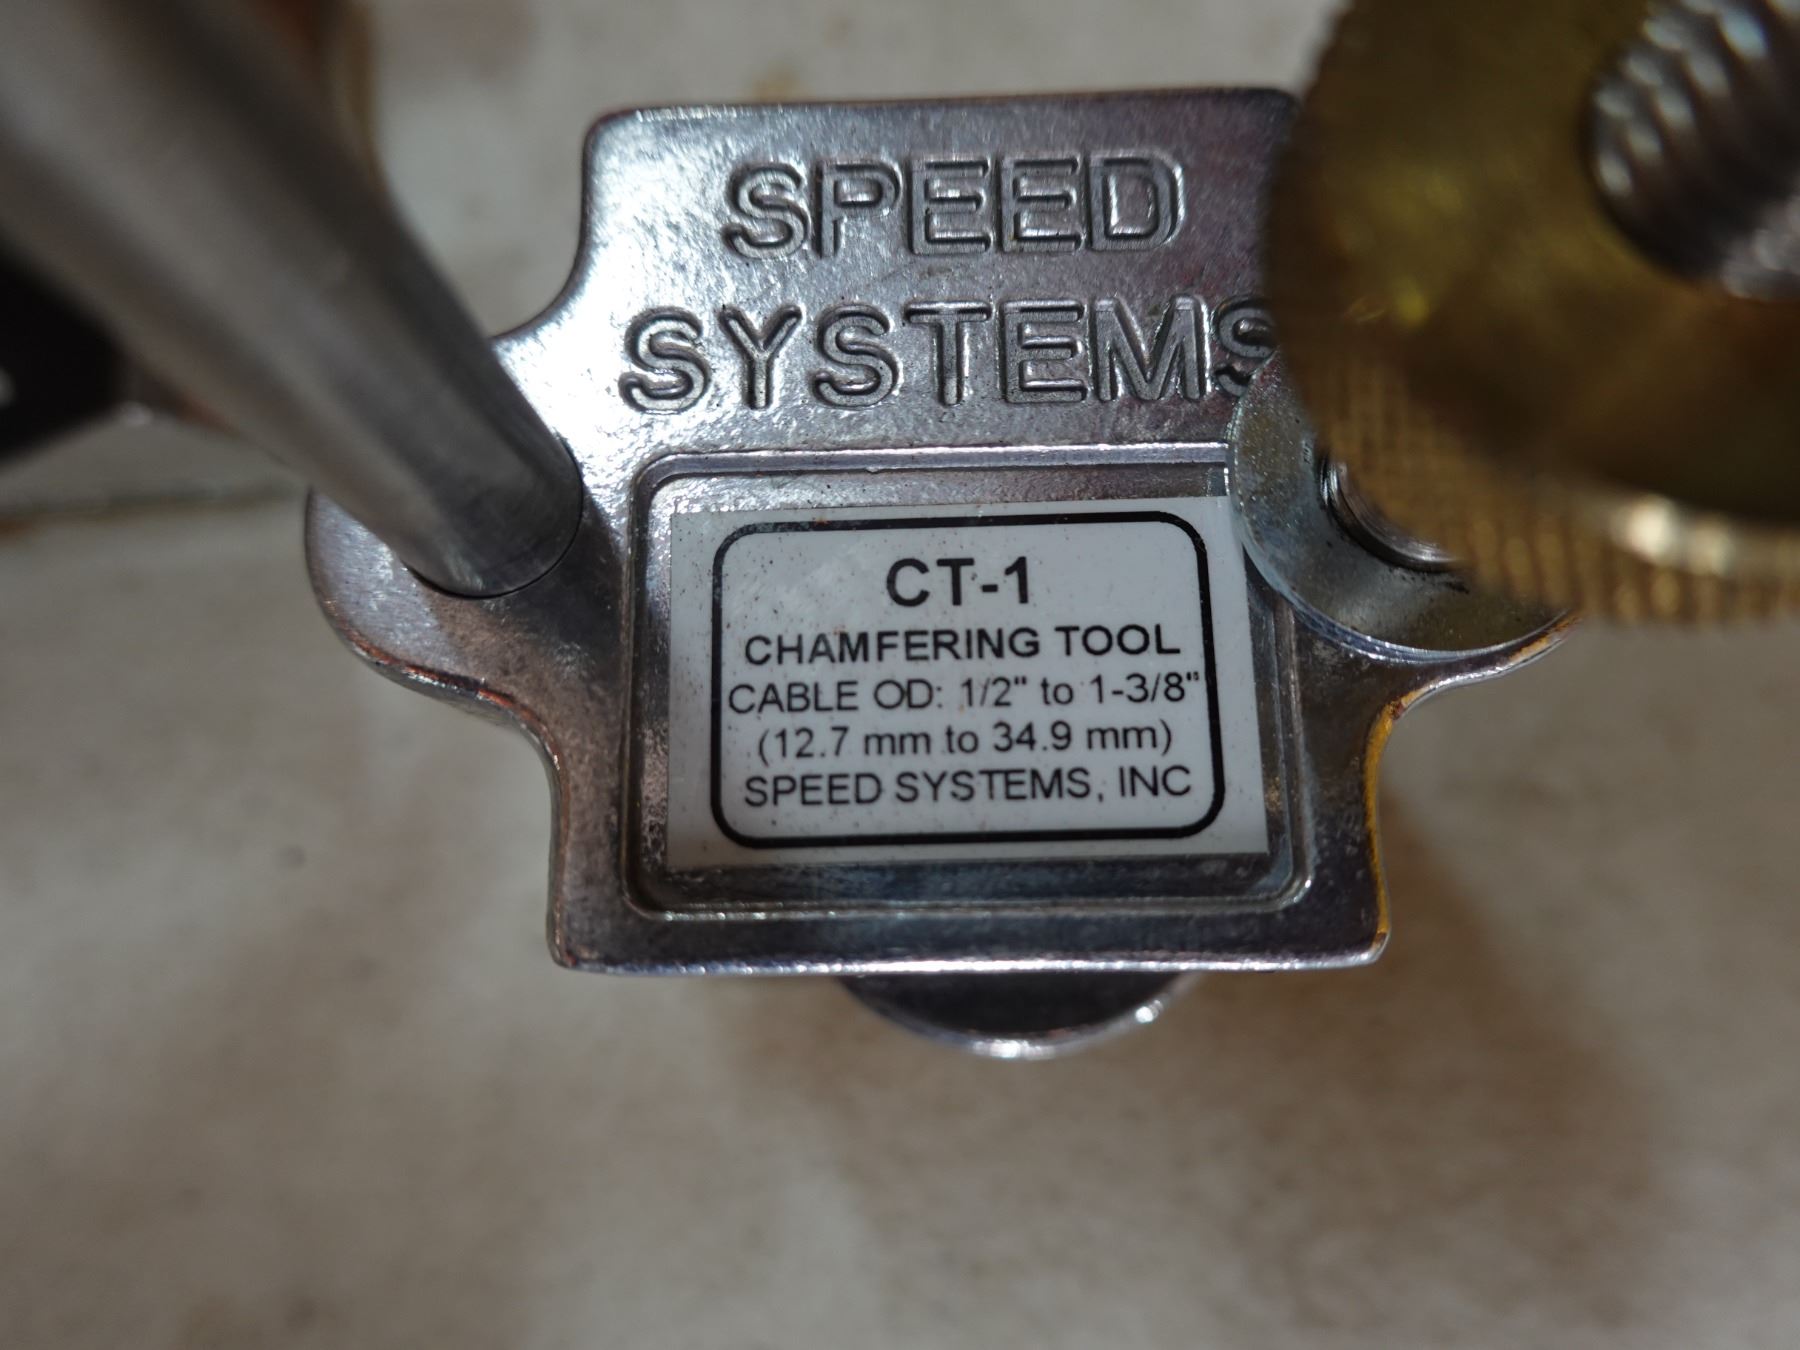 SPEED
SYSTEMS
CT-1
CHAMFERING TOOL
CABLE OD: 1/2" to 1-3/8"
(12.7 mm to 34.9 mm)
SPEED SYSTEMS, INC